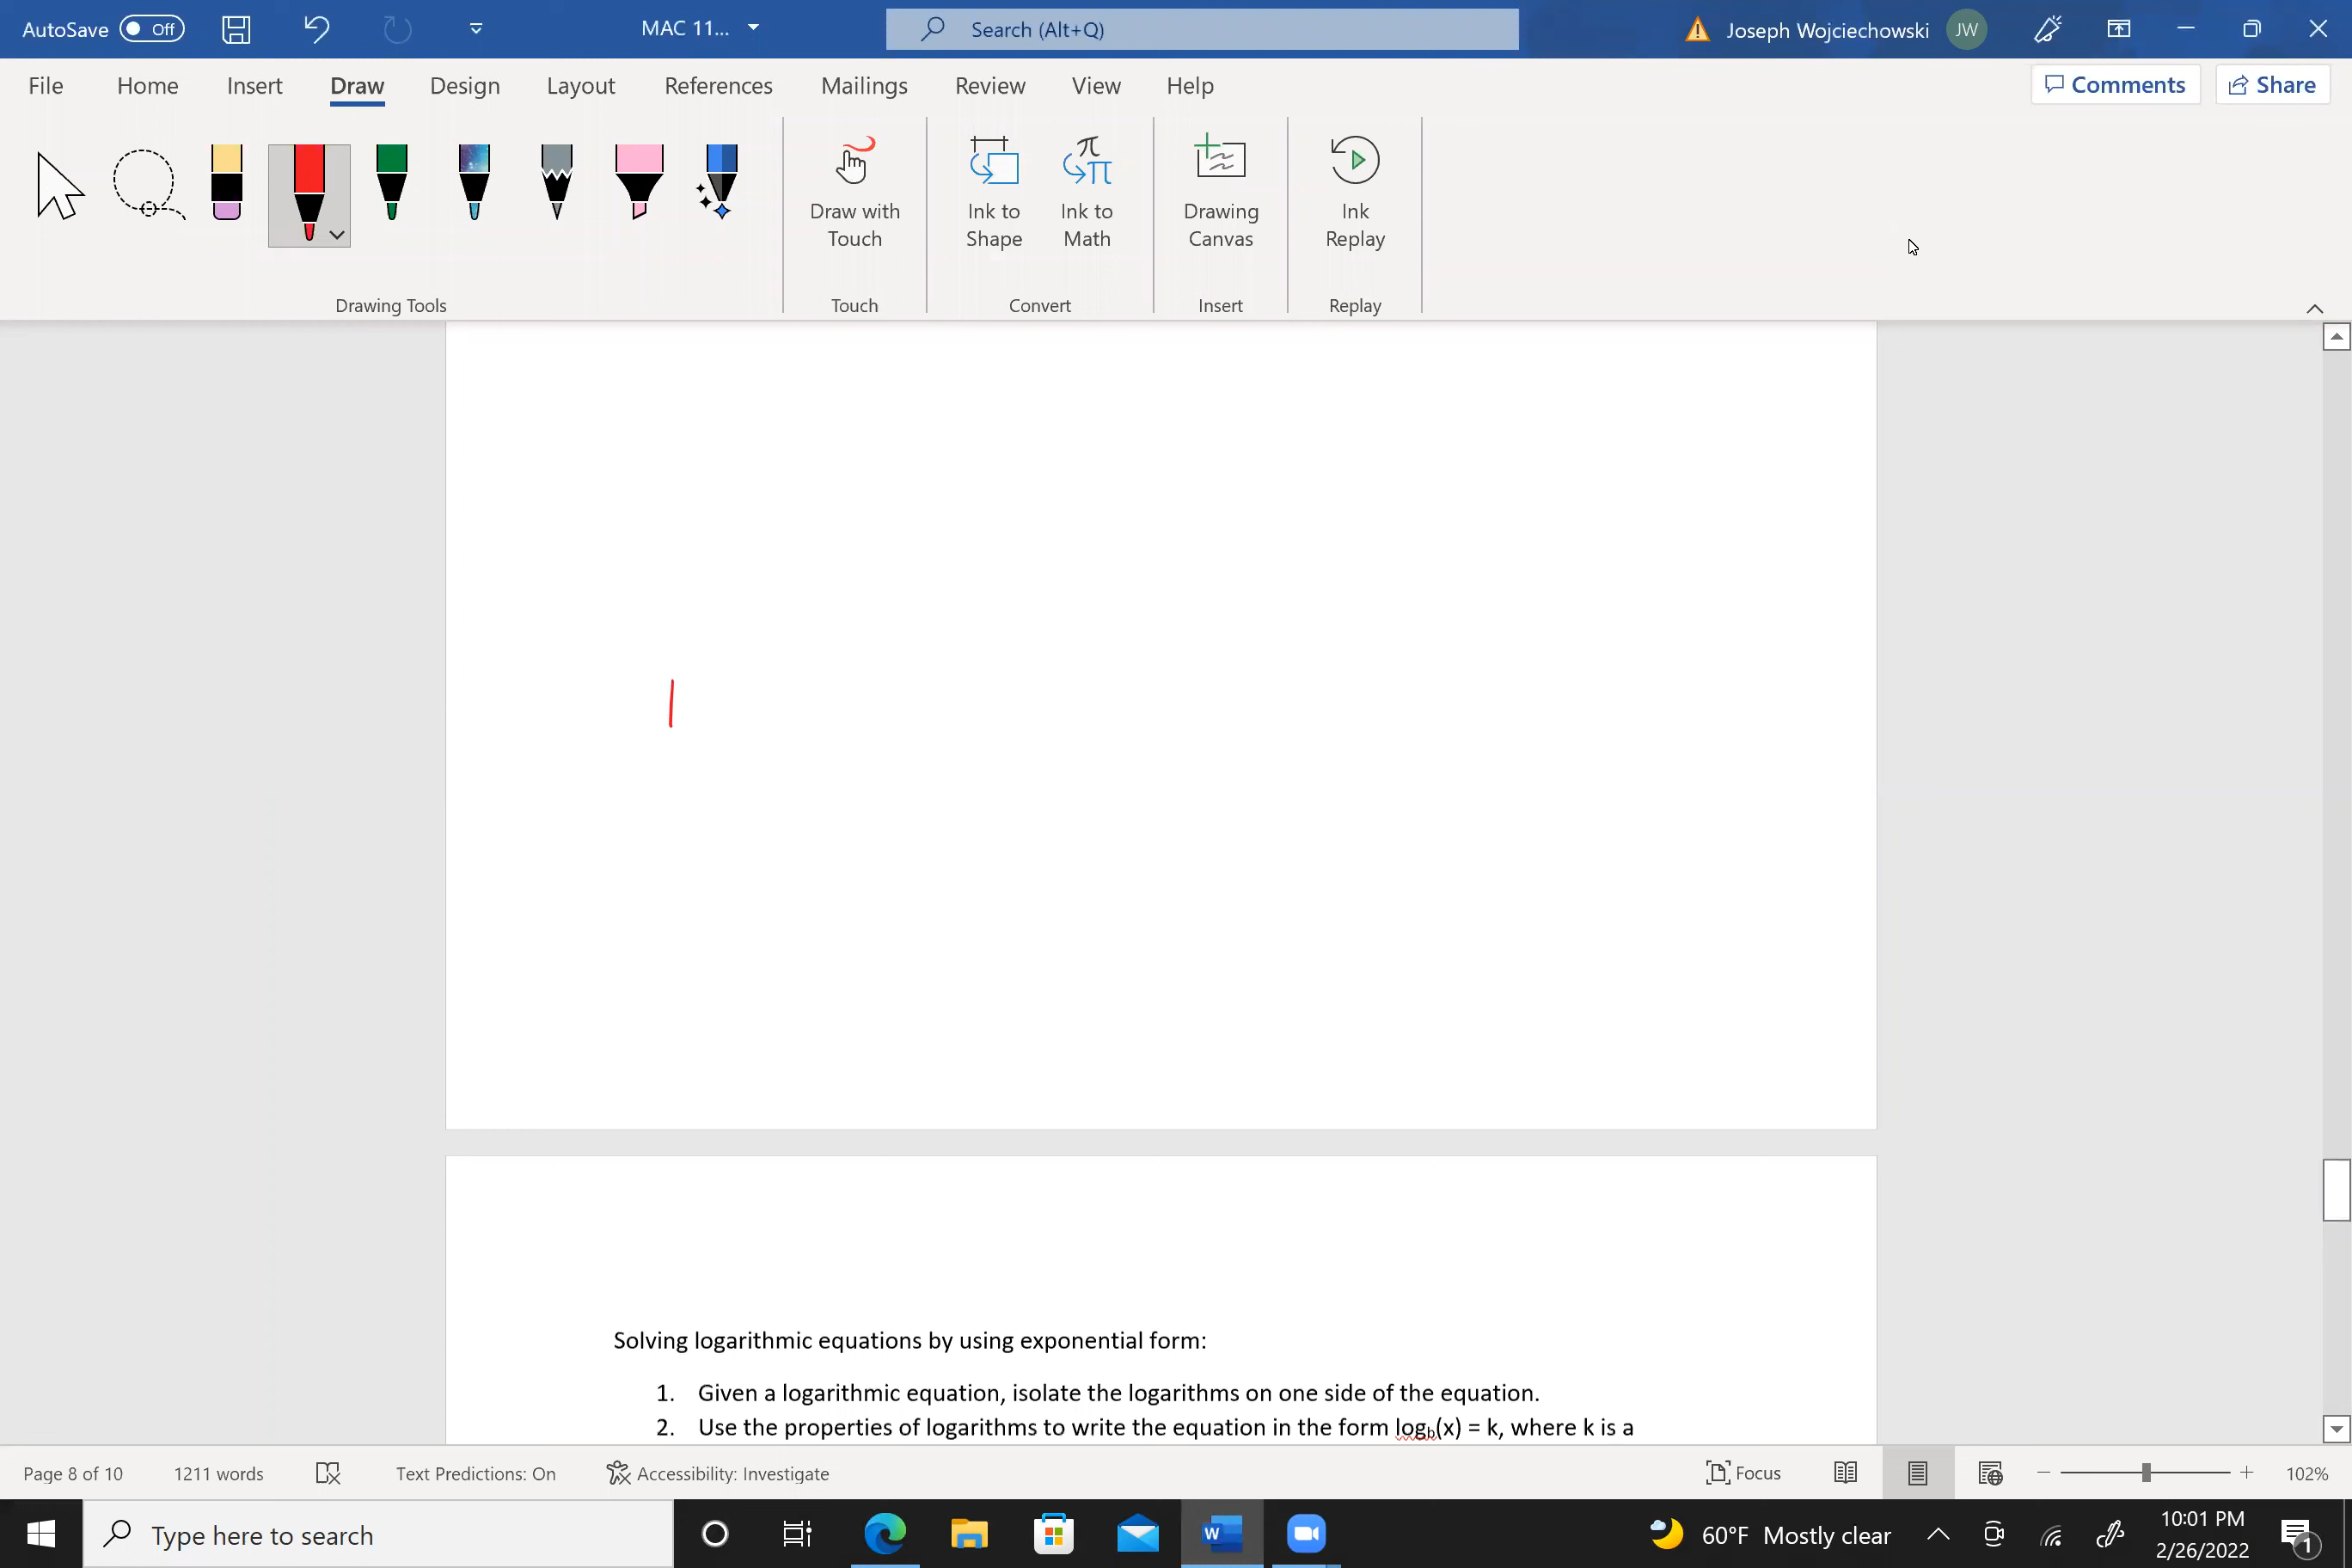 AutoSave Off MAC 11... Search (Alt+Q) Joseph Wojciechowski JW
File Home Insert Draw Design Layout References Mailings Review View Help Comments Share
Draw with Touch
Ink to Shape
Ink to Math
Drawing Canvas
Ink Replay
Drawing Tools Touch Convert Insert Replay
Solving logarithmic equations by using exponential form:
1. Given a logarithmic equation, isolate the logarithms on one side of the equation.
2. Use the properties of logarithms to write the equation in the form log_b(x) = k, where k is a
Page 8 of 10 1211 words Text Predictions: On Accessibility: Investigate Focus 102%
Type here to search 60°F Mostly clear 10:01 PM
2/26/2022 1